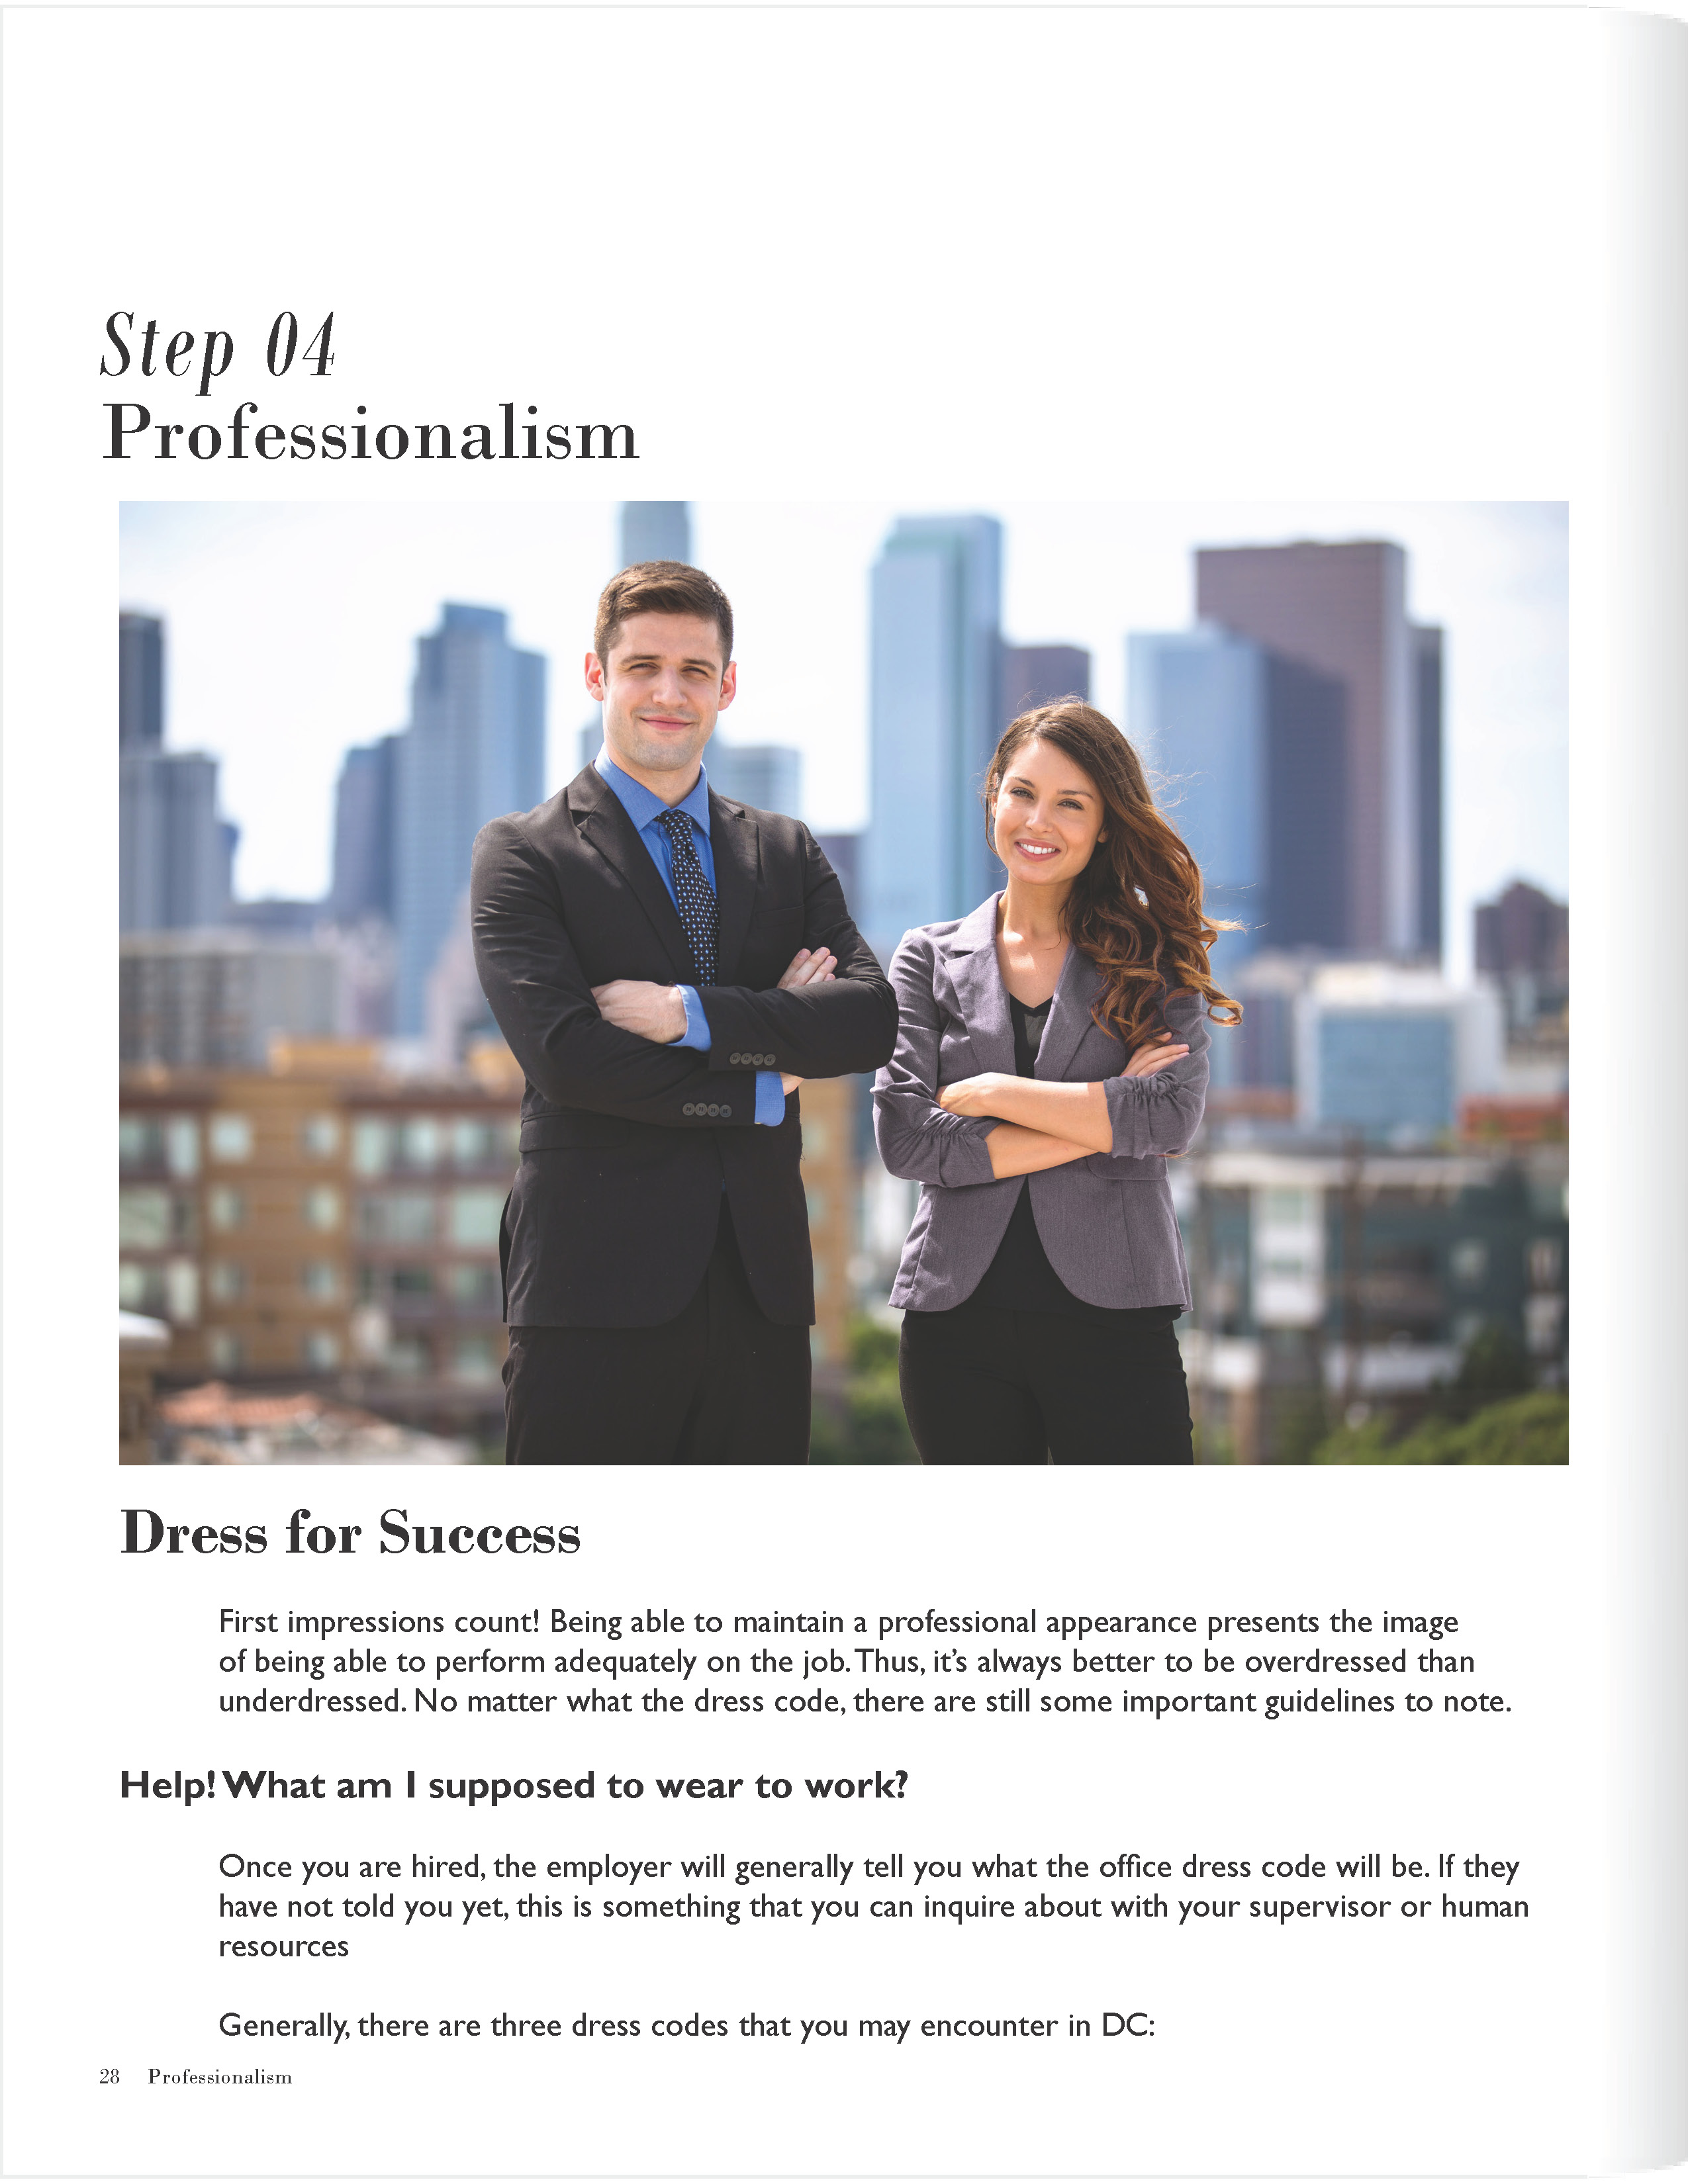 Step 04
Professionalism
Dress for Success
First impressions count! Being able to maintain a professional appearance presents the image
of being able to perform adequately on the job. Thus, it’s always better to be overdressed than
underdressed. No matter what the dress code, there are still some important guidelines to note.
Help! What am I supposed to wear to work?
Once you are hired, the employer will generally tell you what the office dress code will be. If they
have not told you yet, this is something that you can inquire about with your supervisor or human
resources
Generally, there are three dress codes that you may encounter in DC:
28 Professionalism